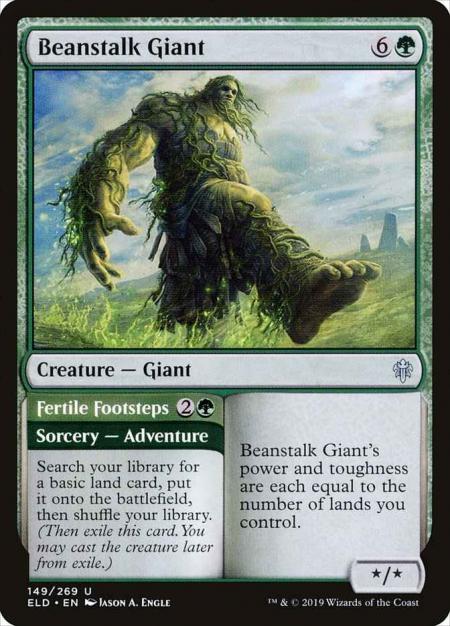 Beanstalk Giant 6
Creature — Giant
Fertile Footsteps 2
Sorcery — Adventure
Search your library for
a basic land card, put
it onto the battlefield,
then shuffle your library.
(Then exile this card. You
may cast the creature later
from exile.)
Beanstalk Giant's
power and toughness
are each equal to the
number of lands you
control.
*/*
149/269 U
ELD • EN Jason A. Engle
™ & © 2019 Wizards of the Coast